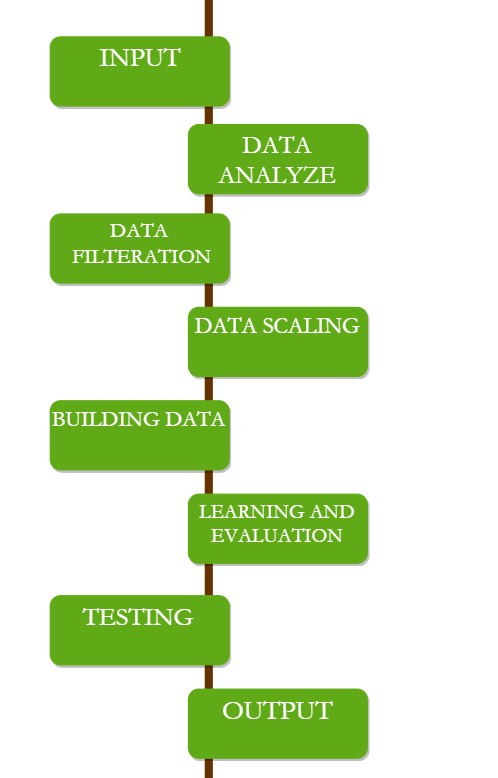 INPUT
DATA
ANALYZE
DATA
FILTERATION
DATA SCALING
BUILDING DATA
LEARNING AND
EVALUATION
TESTING
OUTPUT